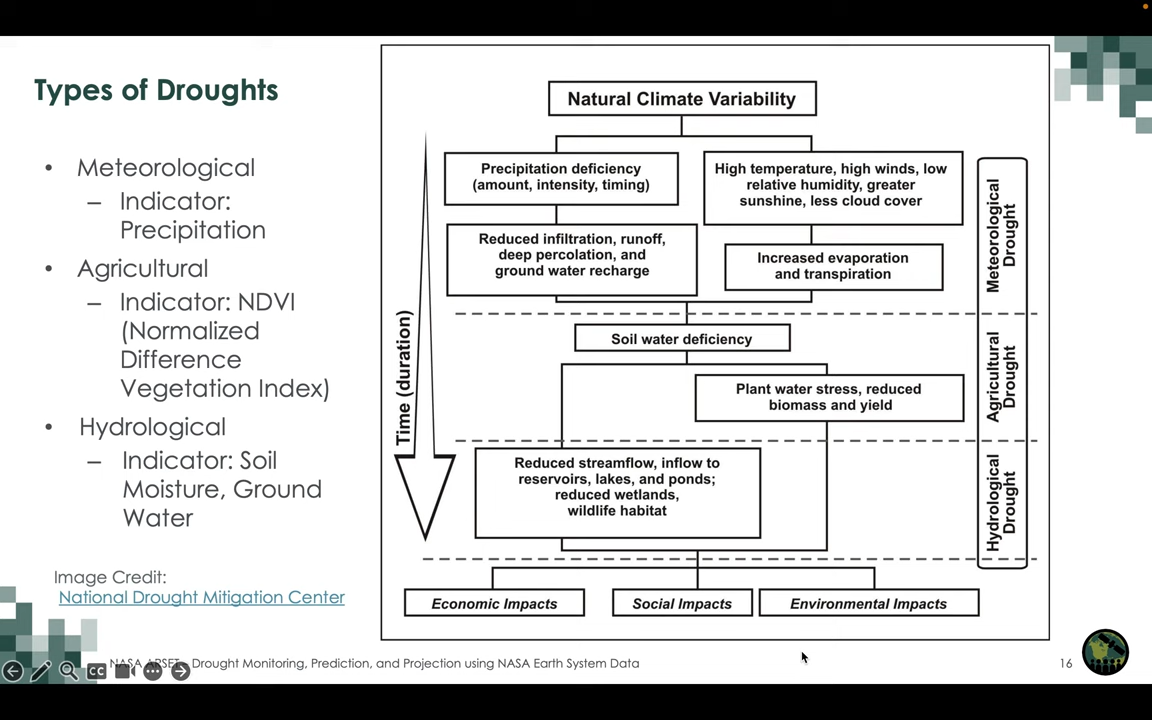 Types of Droughts
• Meteorological
– Indicator:
Precipitation
• Agricultural
– Indicator: NDVI
(Normalized
Difference
Vegetation Index)
• Hydrological
– Indicator: Soil
Moisture, Ground
Water
Image Credit:
National Drought Mitigation Center
Natural Climate Variability
Precipitation deficiency
(amount, intensity, timing)
High temperature, high winds, low
relative humidity, greater
sunshine, less cloud cover
Reduced infiltration, runoff,
deep percolation, and
ground water recharge
Increased evaporation
and transpiration
Meteorological
Drought
Time (duration)
Soil water deficiency
Plant water stress, reduced
biomass and yield
Agricultural
Drought
Reduced streamflow, inflow to
reservoirs, lakes, and ponds;
reduced wetlands,
wildlife habitat
Hydrological
Drought
Economic Impacts
Social Impacts
Environmental Impacts
NASA ARSET – Drought Monitoring, Prediction, and Projection using NASA Earth System Data
CC
16